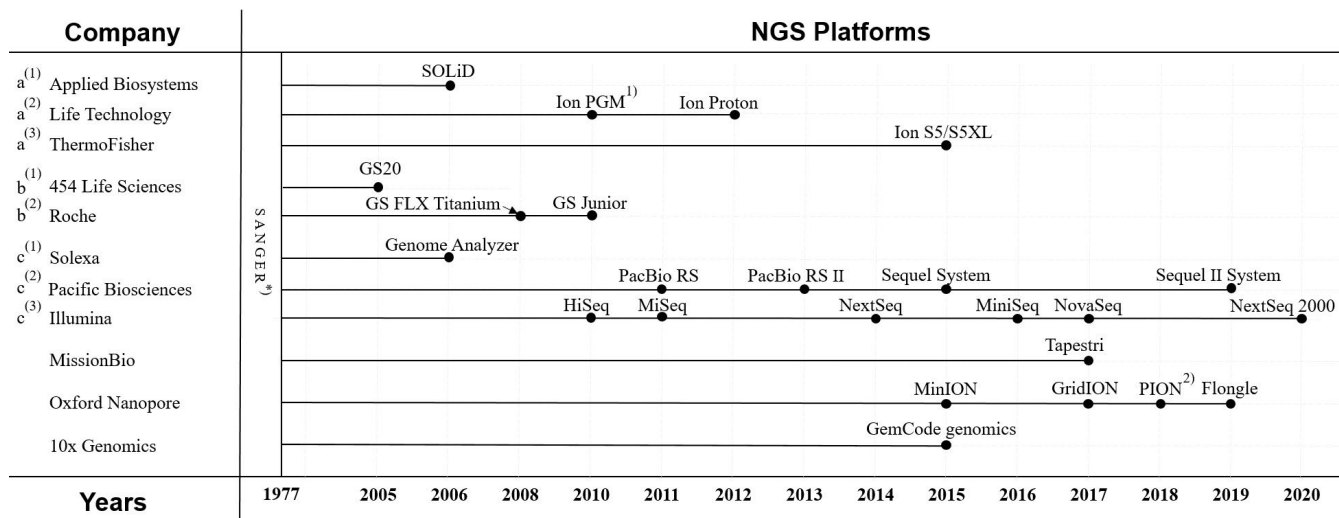 Company NGS Platforms
SOLiD
a(1) Applied Biosystems
Ion PGM1) Ion Proton
a(2) Life Technology
Ion S5/S5XL
a(3) ThermoFisher
GS20
b(1) 454 Life Sciences
GS FLX Titanium GS Junior
b(2) Roche
SANGER*)
Genome Analyzer
c(1) Solexa
PacBio RS PacBio RS II Sequel System Sequel II System
c(2) Pacific Biosciences
HiSeq MiSeq NextSeq MiniSeq NovaSeq NextSeq 2000
c(3) Illumina
Tapestri
MissionBio
MinION GridION PION2) Flongle
Oxford Nanopore
GemCode genomics
10x Genomics
Years 1977 2005 2006 2008 2010 2011 2012 2013 2014 2015 2016 2017 2018 2019 2020